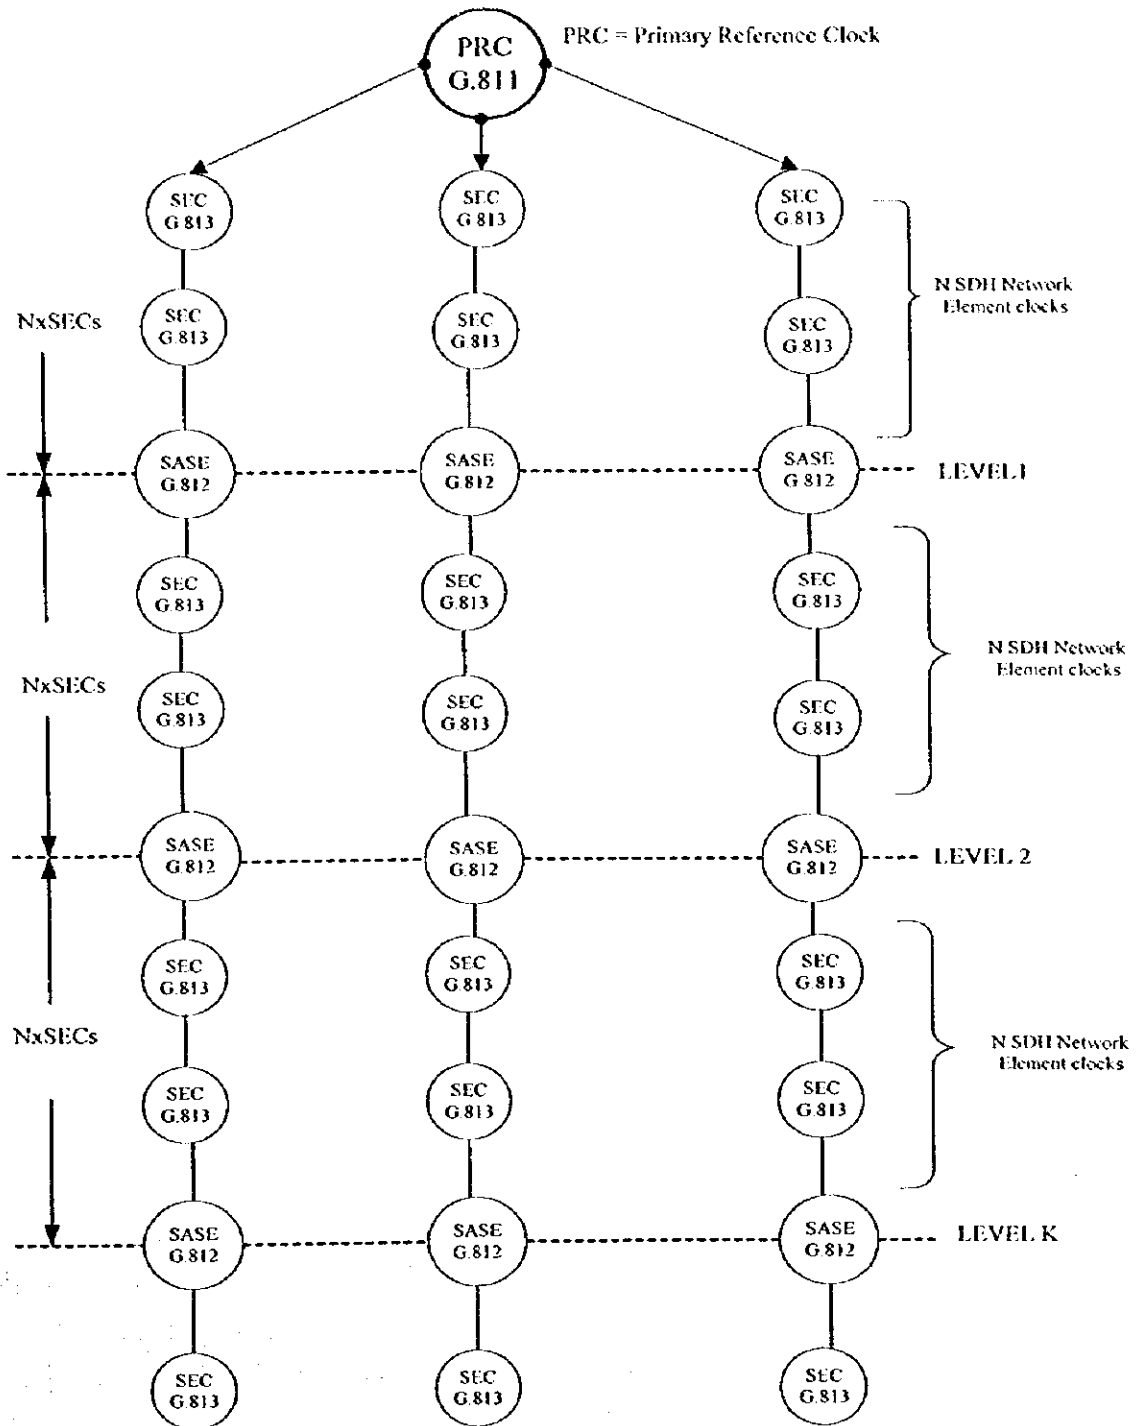 PRC
G.811
PRC = Primary Reference Clock
SEC
G.813
SEC
G.813
SEC
G.813
N SDH Network
Element clocks
NxSECs
SEC
G.813
SEC
G.813
SEC
G.813
SASE
G.812
SASE
G.812
SASE
G.812
LEVEL 1
SEC
G.813
SEC
G.813
SEC
G.813
N SDH Network
Element clocks
NxSECs
SEC
G.813
SEC
G.813
SEC
G.813
SASE
G.812
SASE
G.812
SASE
G.812
LEVEL 2
SEC
G.813
SEC
G.813
SEC
G.813
NxSECs
N SDH Network
Element clocks
SEC
G.813
SEC
G.813
SEC
G.813
SASE
G.812
SASE
G.812
SASE
G.812
LEVEL K
SEC
G.813
SEC
G.813
SEC
G.813